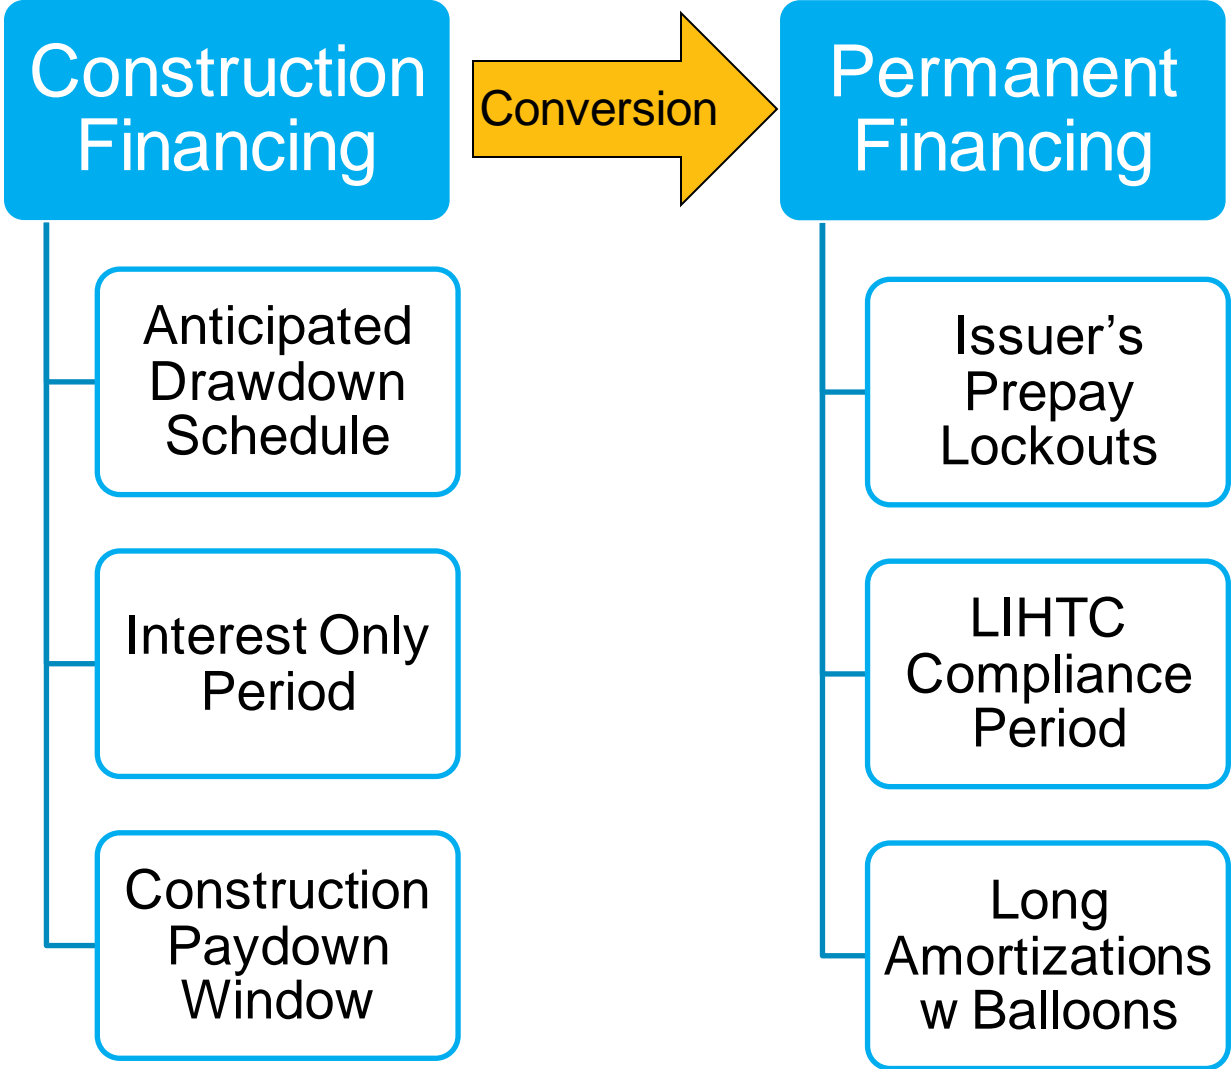 Construction
Financing
Conversion
Permanent
Financing
Anticipated
Drawdown
Schedule
Interest Only
Period
Construction
Paydown
Window
Issuer’s
Prepay
Lockouts
LIHTC
Compliance
Period
Long
Amortizations
w Balloons